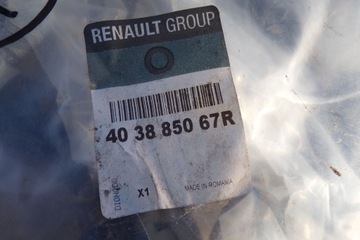 RENAULT GROUP
40 38 850 67R
X1
MADE IN ROMANIA